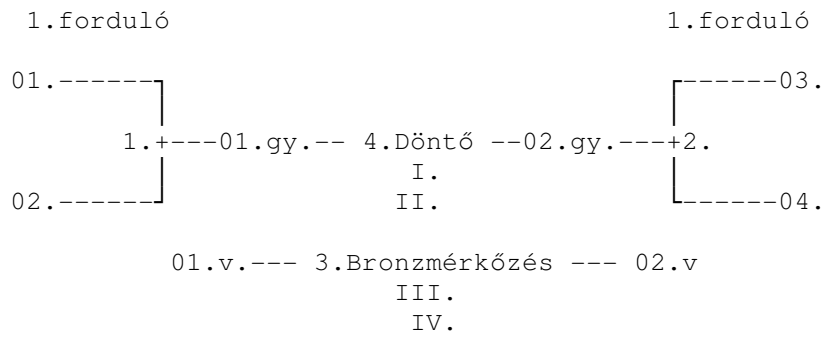 1.forduló 1.forduló
01.------┐ ┌------03.
1.+---01.gy.-- 4.Döntő --02.gy.---+2.
I.
02.------┘ II. └------04.
01.v.--- 3.Bronzmérkőzés --- 02.v
III.
IV.